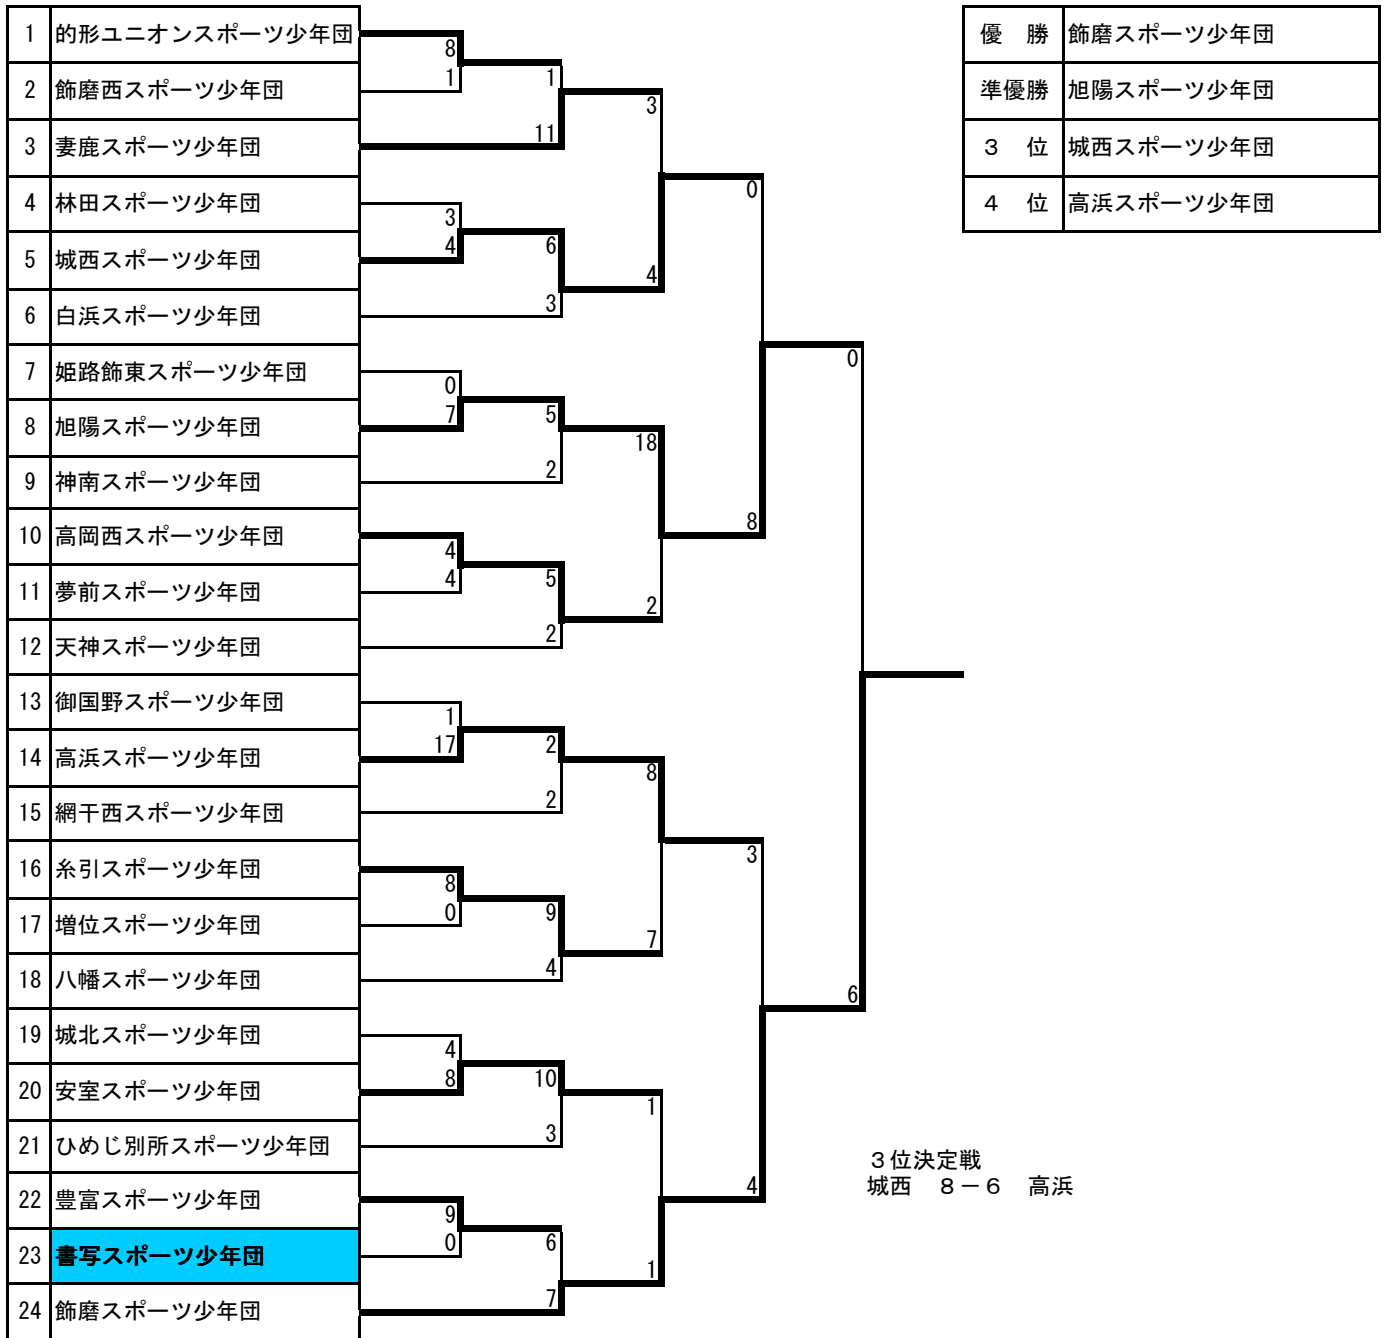 1 的形ユニオンスポーツ少年団
2 飾磨西スポーツ少年団
3 妻鹿スポーツ少年団
4 林田スポーツ少年団
5 城西スポーツ少年団
6 白浜スポーツ少年団
7 姫路飾東スポーツ少年団
8 旭陽スポーツ少年団
9 神南スポーツ少年団
10 高岡西スポーツ少年団
11 夢前スポーツ少年団
12 天神スポーツ少年団
13 御国野スポーツ少年団
14 高浜スポーツ少年団
15 網干西スポーツ少年団
16 糸引スポーツ少年団
17 増位スポーツ少年団
18 八幡スポーツ少年団
19 城北スポーツ少年団
20 安室スポーツ少年団
21 ひめじ別所スポーツ少年団
22 豊富スポーツ少年団
23 書写スポーツ少年団
24 飾磨スポーツ少年団
8
1
3
4
0
7
4
4
1
17
8
0
4
8
9
0
1
11
6
3
5
2
5
2
2
2
9
4
10
3
6
7
3
4
18
2
8
7
1
1
0
8
3
4
0
6
優　勝 飾磨スポーツ少年団
準優勝 旭陽スポーツ少年団
３　位 城西スポーツ少年団
４　位 高浜スポーツ少年団
３位決定戦
城西　８－６　高浜